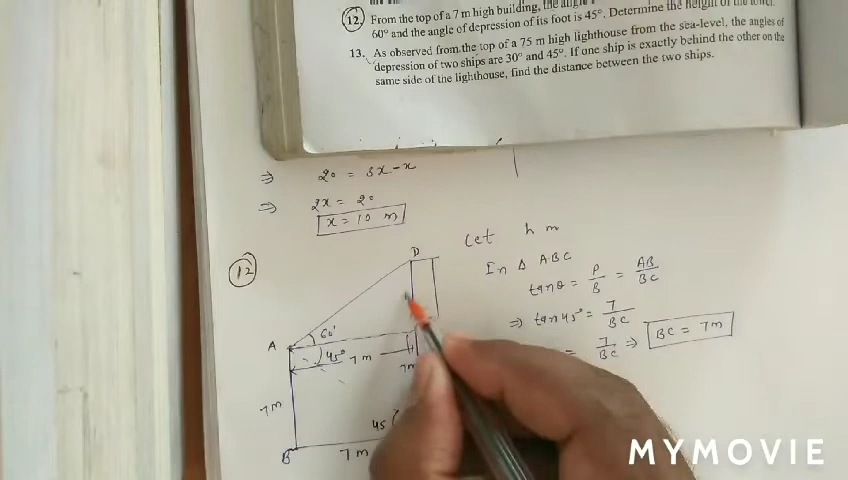 12. From the top of a 7 m high building, the angle
60° and the angle of depression of its foot is 45°. Determine the height of the tower.
13. As observed from the top of a 75 m high lighthouse from the sea-level, the angles of
depression of two ships are 30° and 45°. If one ship is exactly behind the other on the
same side of the lighthouse, find the distance between the two ships.
⇒ 20 = 3x - x
⇒ 2x = 20
x = 10 m
12
Let h m
In Δ ABC
tanθ = P/B = AB/BC
⇒ tan 45° = 7/BC
= 7/BC ⇒ BC = 7m
D
A 60°
45° 7 m
7m
7m
45
B 7 m
MYMOVIE